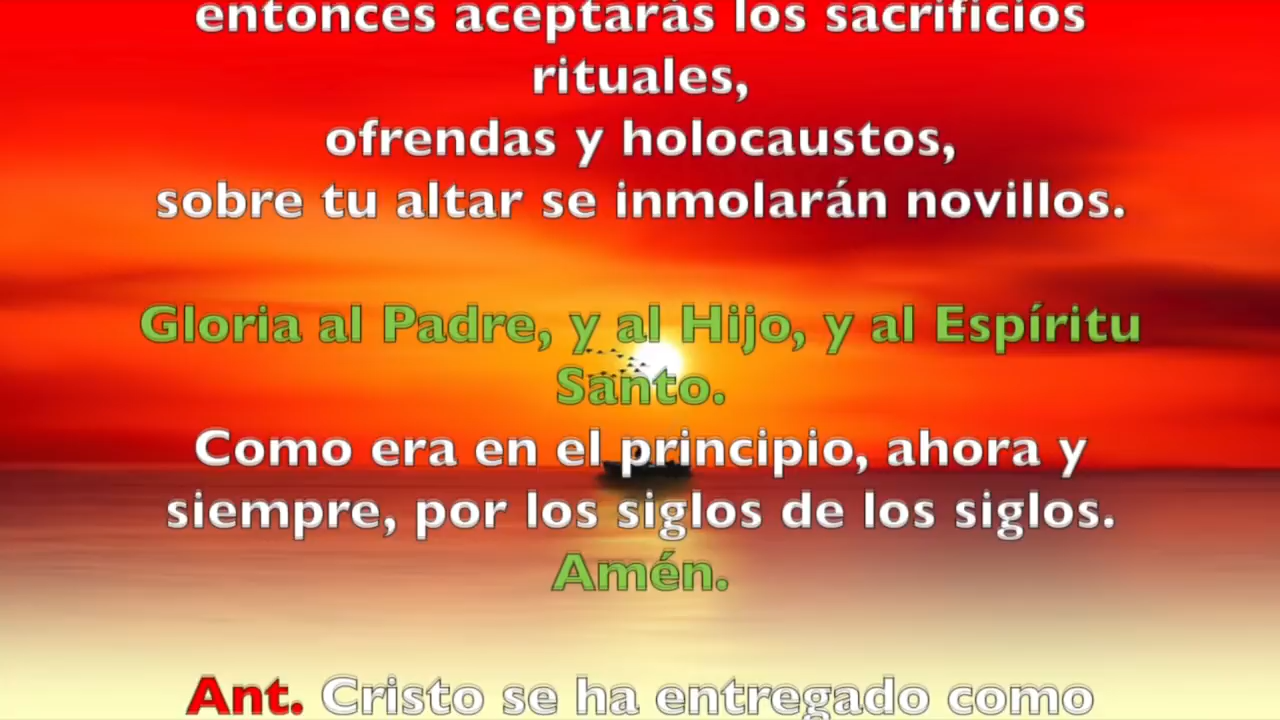 entonces aceptarás los sacrificios
rituales,
ofrendas y holocaustos,
sobre tu altar se inmolarán novillos.
Gloria al Padre, y al Hijo, y al Espíritu
Santo.
Como era en el principio, ahora y
siempre, por los siglos de los siglos.
Amén.
Ant. Cristo se ha entregado como